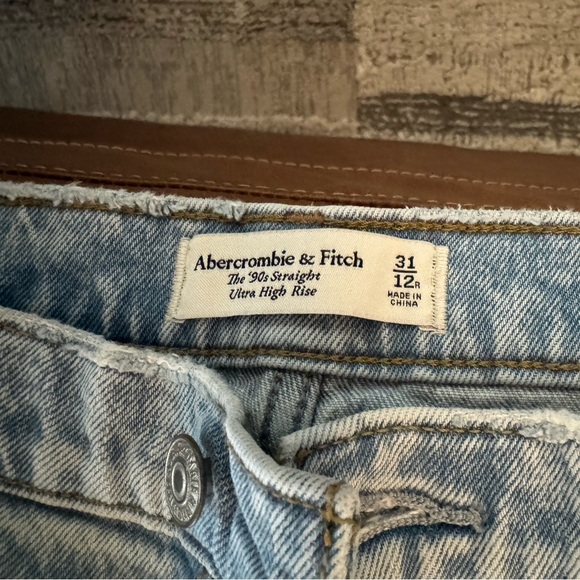 Abercrombie & Fitch
The '90s Straight
Ultra High Rise
31
12R
MADE IN
CHINA